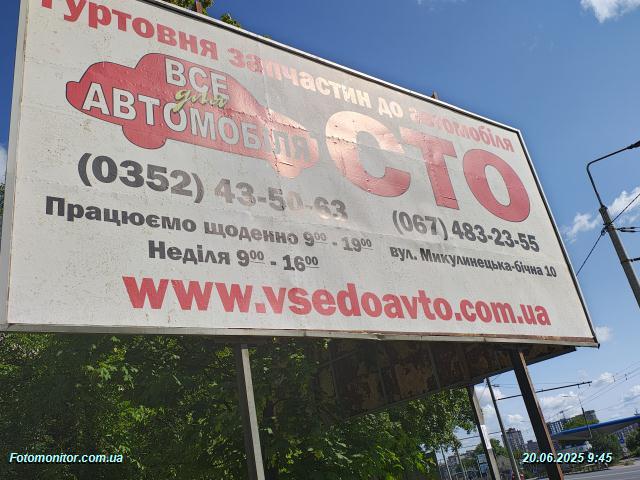 Гуртовня запчастин до автомобіля
ВСЕ
для
АВТОМОБІЛЯ
СТО
(0352) 43-50-63
(067) 483-23-55
Працюємо щоденно 9⁰⁰ - 19⁰⁰
вул. Микулинецька-бічна 10
Неділя 9⁰⁰ - 16⁰⁰
www.vsedoavto.com.ua
Fotomonitor.com.ua
20.06.2025 9:45